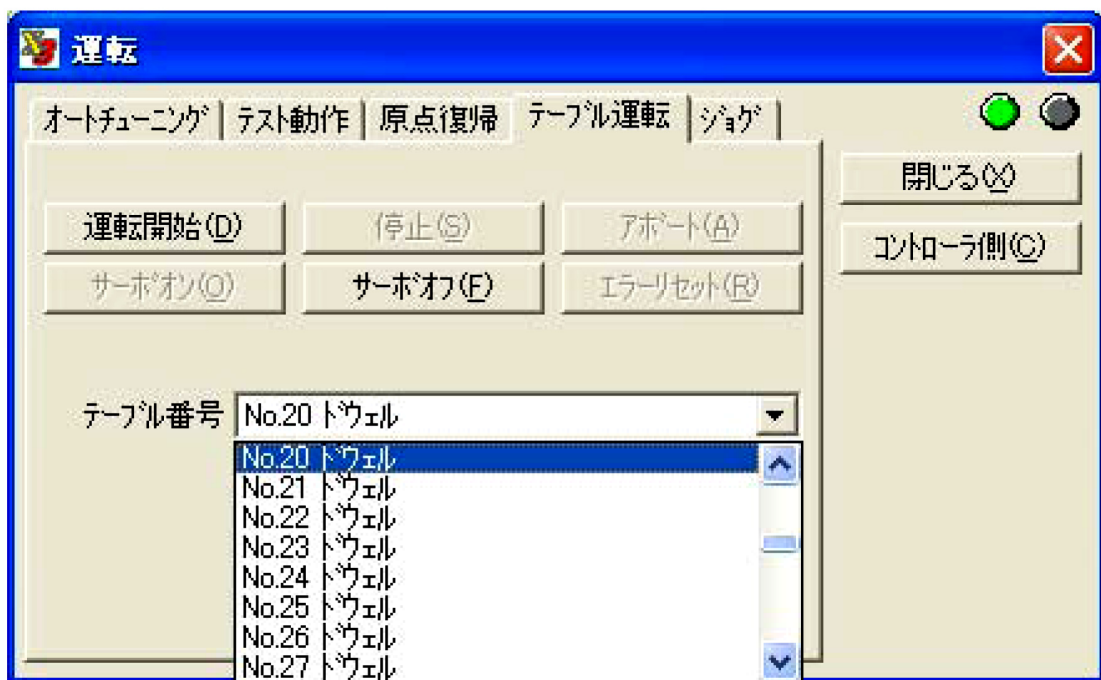 運転
オートチューニング テスト動作 原点復帰 テーブル運転 ジョグ
閉じる(X)
運転開始(D) 停止(S) アボート(A)
コントローラ側(C)
サーボオン(O) サーボオフ(F) エラーリセット(R)
テーブル番号 No.20 ドウェル
No.20 ドウェル
No.21 ドウェル
No.22 ドウェル
No.23 ドウェル
No.24 ドウェル
No.25 ドウェル
No.26 ドウェル
No.27 ドウェル